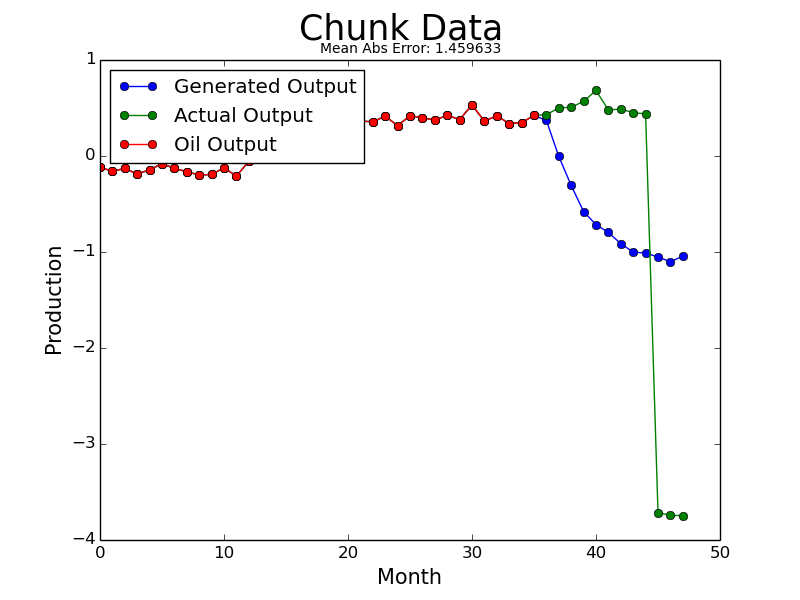 Chunk Data
Mean Abs Error: 1.459633
1
Generated Output
Actual Output
Oil Output
0
−1
−2
−3
−4
Production
0 10 20 30 40 50
Month